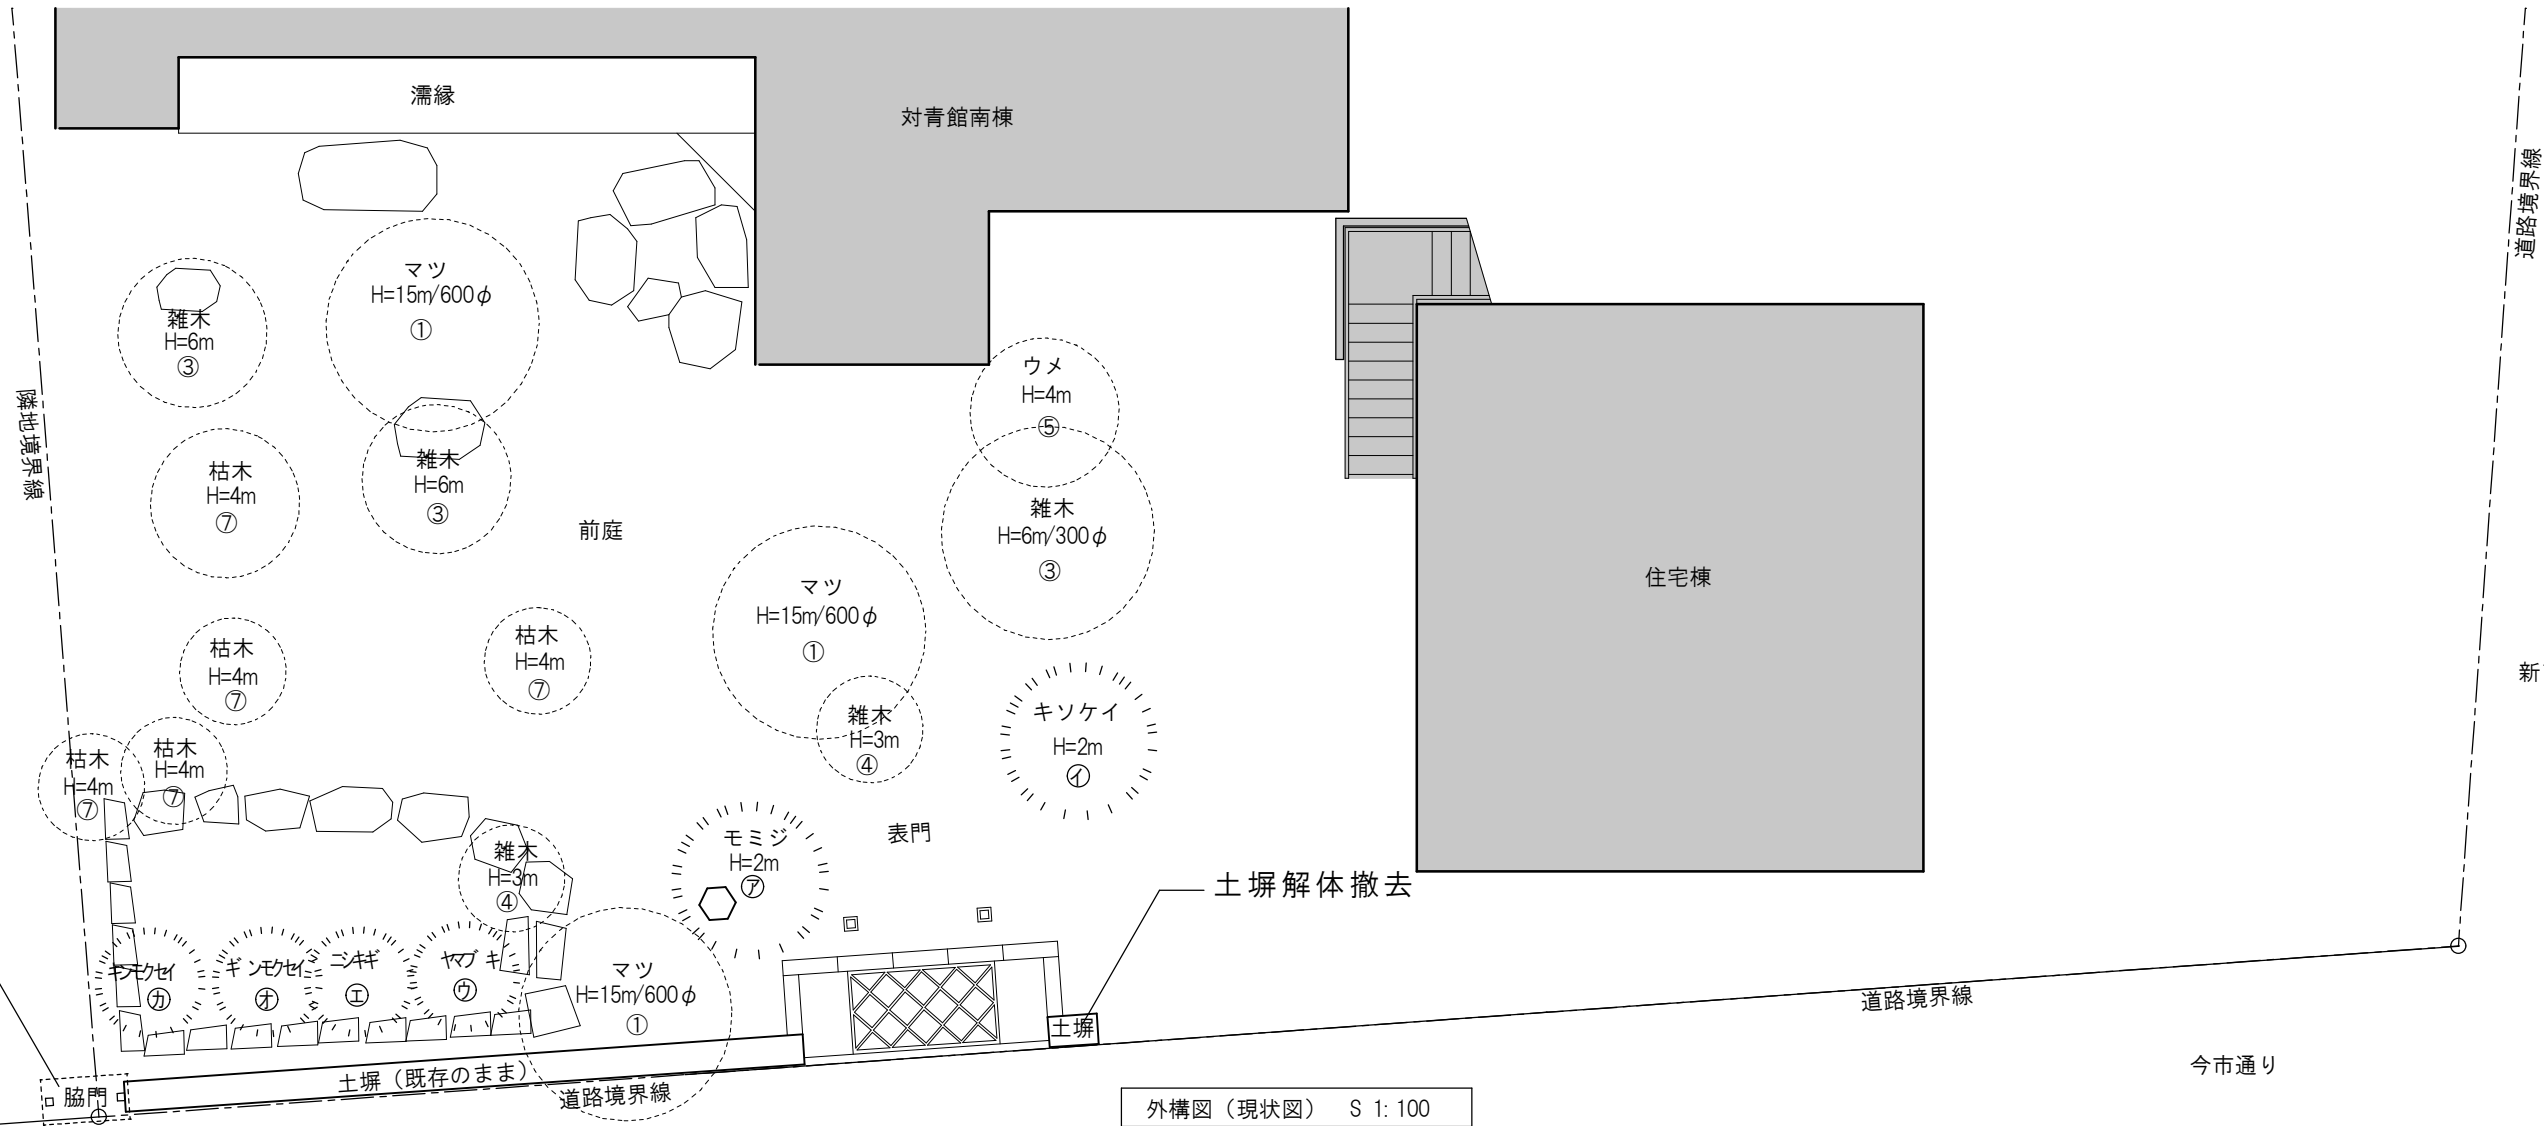 濡縁
対青館南棟
道路境界線
マツ
H=15m/600φ
①
雑木
H=6m
③
隣地境界線
ウメ
H=4m
⑤
枯木
H=4m
⑦
雑木
H=6m
③
前庭
雑木
H=6m/300φ
③
住宅棟
マツ
H=15m/600φ
①
枯木
H=4m
⑦
枯木
H=4m
⑦
新
雑木
H=3m
④
キソケイ
H=2m
㋑
枯木
H=4m
⑦
枯木
H=4m
⑦
モミジ
H=2m
㋐
表門
雑木
H=3m
④
土塀解体撤去
キンモクセイ
㋕
ギンモクセイ
㋔
ニシキギ
㋓
ヤマブキ
㋒
マツ
H=15m/600φ
①
土塀
道路境界線
今市通り
土塀（既存のまま）
脇門
道路境界線
外構図（現状図） S 1:100